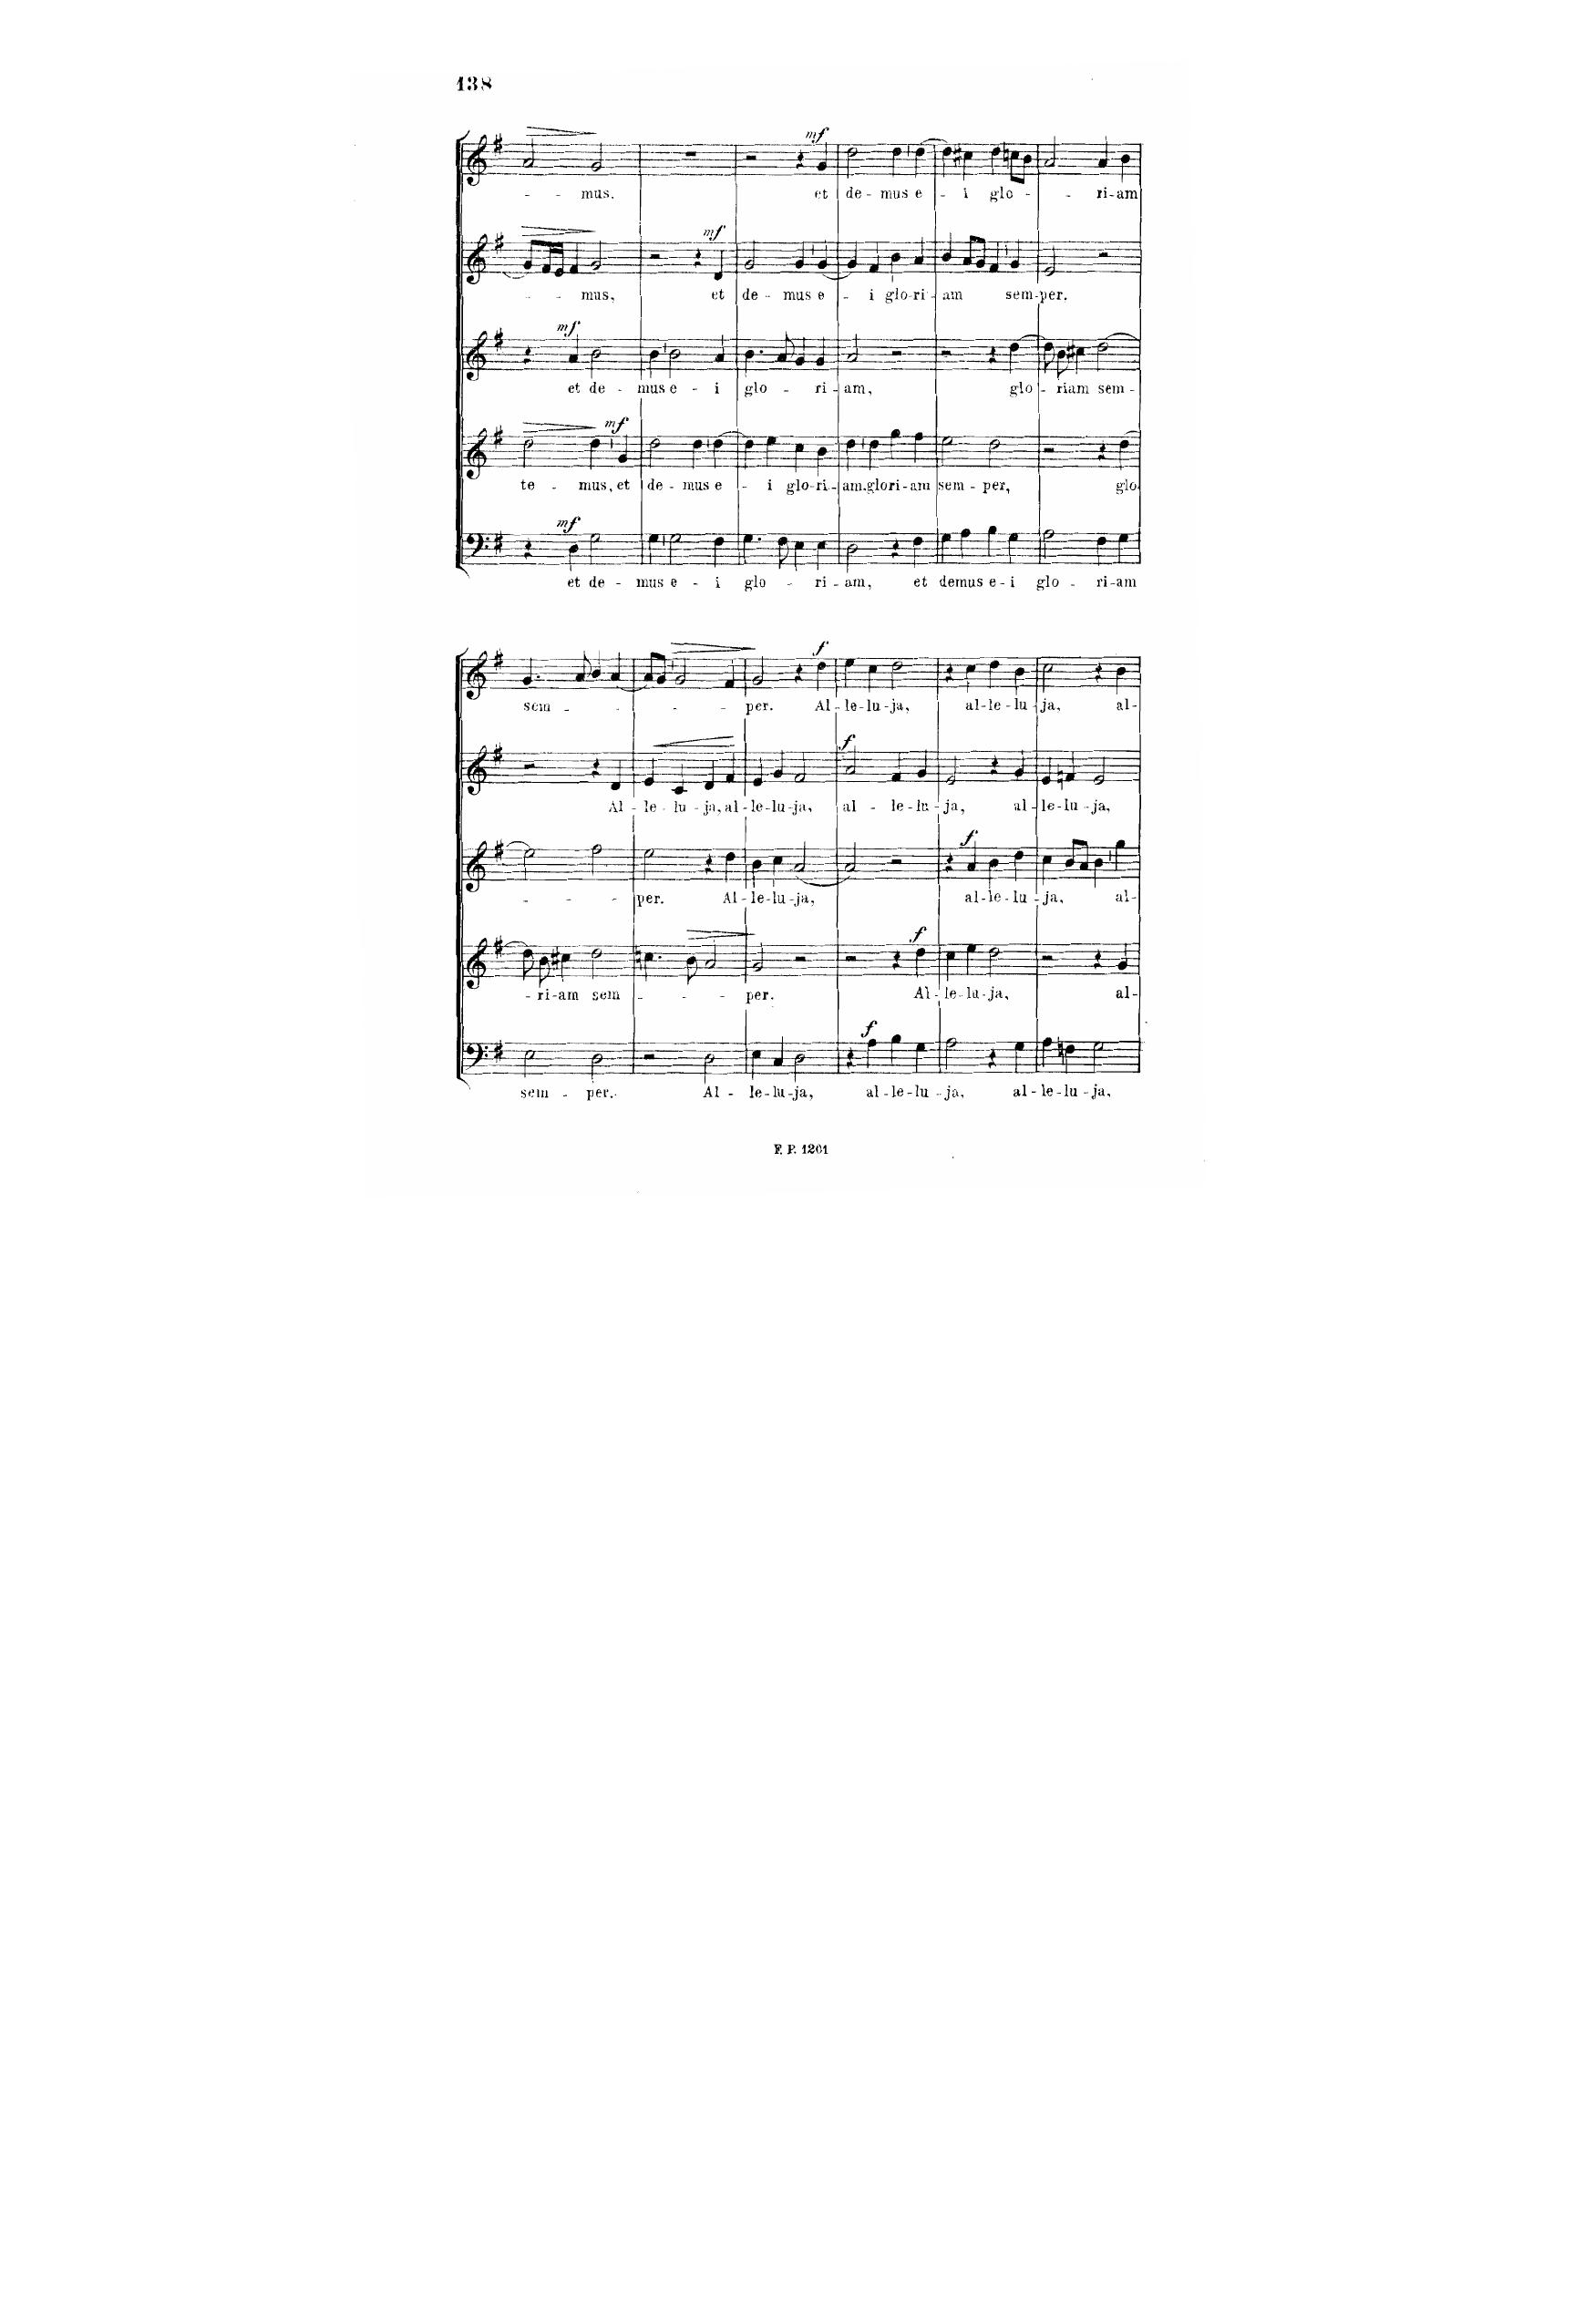 138
mf
- - mus. et de - mus e - i glo - - ri-am
mf
- - mus, et de - mus e - i glo-ri-am sem-per.
mf
et de - mus e - i glo - ri-am, glo - riam sem-
mf
te - mus, et de - mus e - i glo-ri-am.glori-am sem - per, glo
mf
et de - mus e - i glo - ri-am, et demus e-i glo - ri-am
f
sem - - - - per. Al-le-lu-ja, al-le-lu-ja, al-
f
Al-le-lu-ja, al-le-lu-ja, al - le-lu-ja, al-le-lu-ja,
f
- - - per. Al-le-lu-ja, al-le-lu-ja, al-
f
- ri-am sem - - - per. Al-le-lu-ja, al-
f
sem - per. Al - le-lu-ja, al-le-lu-ja, al-le-lu-ja,
F. P. 1201